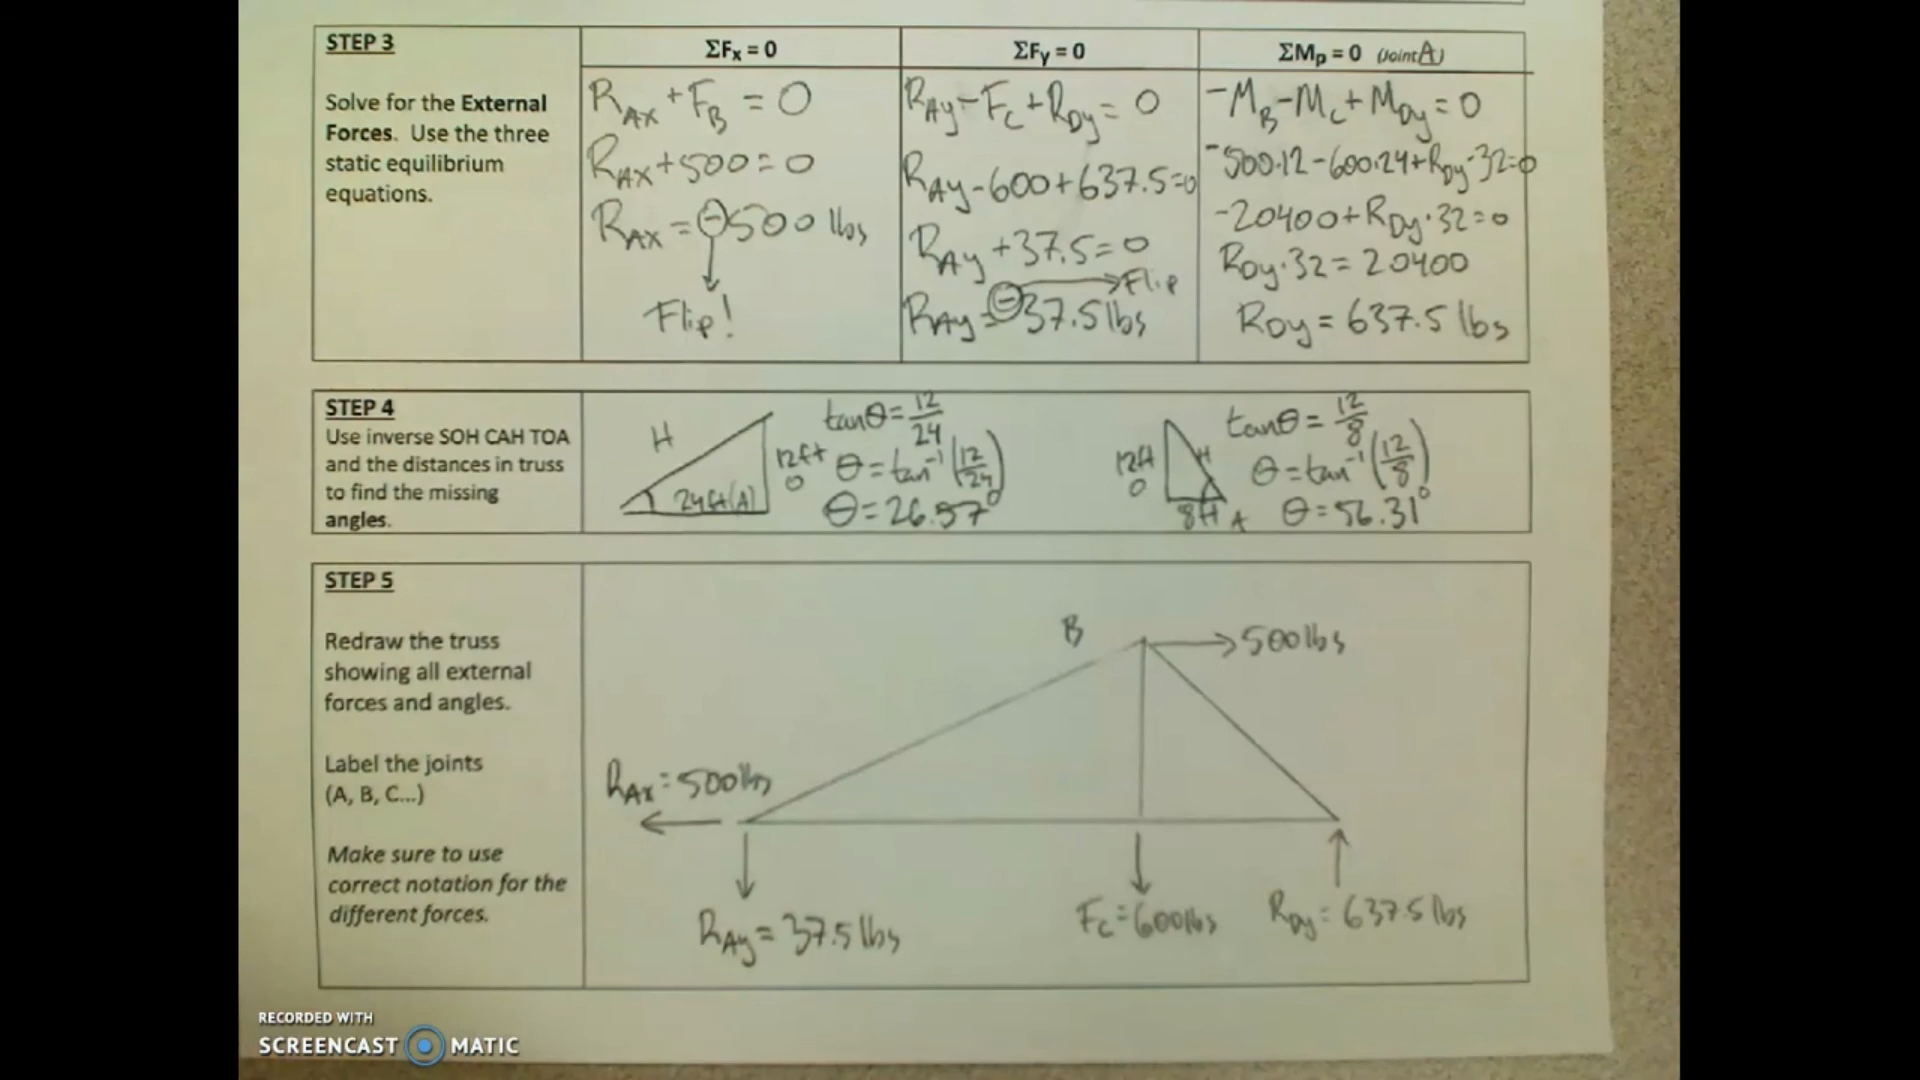 STEP 3
Solve for the External
Forces. Use the three
static equilibrium
equations.
ΣFx = 0
RAx + FB = 0
RAx + 500 = 0
RAx = -500 lbs
Flip!
ΣFy = 0
RAy - FC + RDy = 0
RAy - 600 + 637.5 = 0
RAy + 37.5 = 0
Flip
RAy = -37.5 lbs
ΣMp = 0 (Joint A)
-MB - MC + MDy = 0
-500·12 - 600·24 + RDy·32 = 0
-20400 + RDy·32 = 0
RDy·32 = 20400
RDy = 637.5 lbs
STEP 4
Use inverse SOH CAH TOA
and the distances in truss
to find the missing
angles.
H
12ft
O
24ft(A)
tanθ = 12/24
θ = tan⁻¹(12/24)
θ = 26.57°
12ft
O
H
8ft A
tanθ = 12/8
θ = tan⁻¹(12/8)
θ = 56.31°
STEP 5
Redraw the truss
showing all external
forces and angles.
Label the joints
(A, B, C...)
Make sure to use
correct notation for the
different forces.
B
500 lbs
RAx = 500 lbs
RAy = 37.5 lbs
FC = 600 lbs
RDy = 637.5 lbs
RECORDED WITH
SCREENCAST MATIC